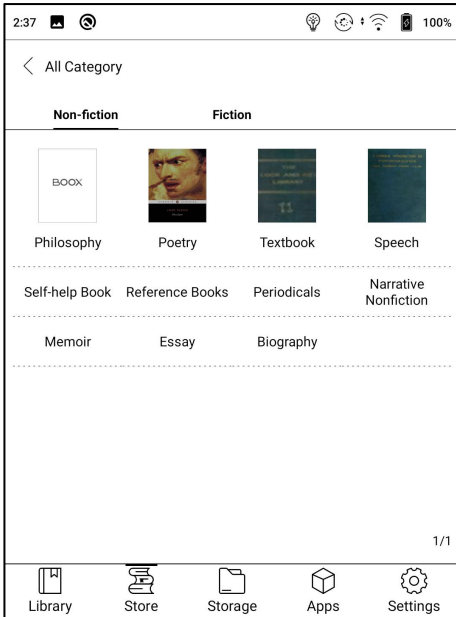 2:37
100%
All Category
Non-fiction
Fiction
BOOX
Philosophy
Poetry
Textbook
Speech
Self-help Book
Reference Books
Periodicals
Narrative
Nonfiction
Memoir
Essay
Biography
1/1
Library
Store
Storage
Apps
Settings